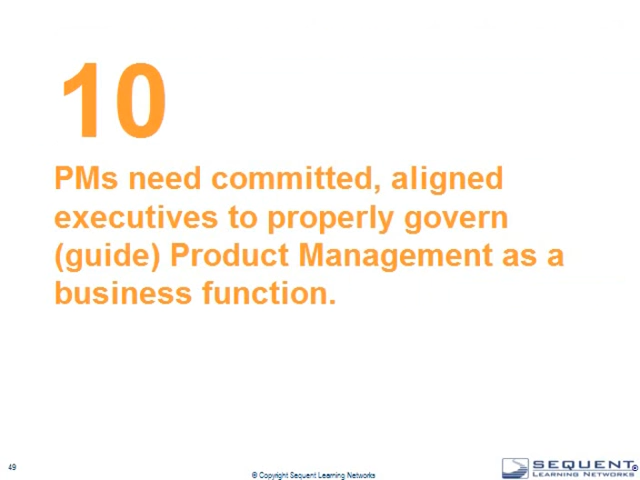 10
PMs need committed, aligned
executives to properly govern
(guide) Product Management as a
business function.
49
© Copyright Sequent Learning Networks
SEQUENT®
LEARNING NETWORKS